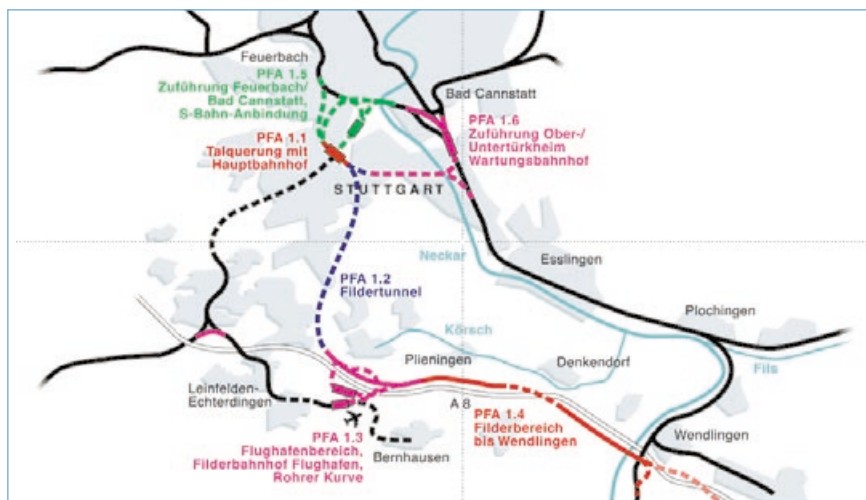 Feuerbach
PFA 1.5
Zuführung Feuerbach/
Bad Cannstatt,
S-Bahn-Anbindung
Bad Cannstatt
PFA 1.6
Zuführung Ober-/
Untertürkheim
Wartungsbahnhof
PFA 1.1
Talquerung mit
Hauptbahnhof
STUTTGART
Neckar
Esslingen
PFA 1.2
Fildertunnel
Plochingen
Körsch
Plieningen
Denkendorf
Fils
Leinfelden-
Echterdingen
A 8
PFA 1.4
Filderbereich
bis Wendlingen
Wendlingen
PFA 1.3
Flughafenbereich,
Filderbahnhof Flughafen,
Rohrer Kurve
Bernhausen